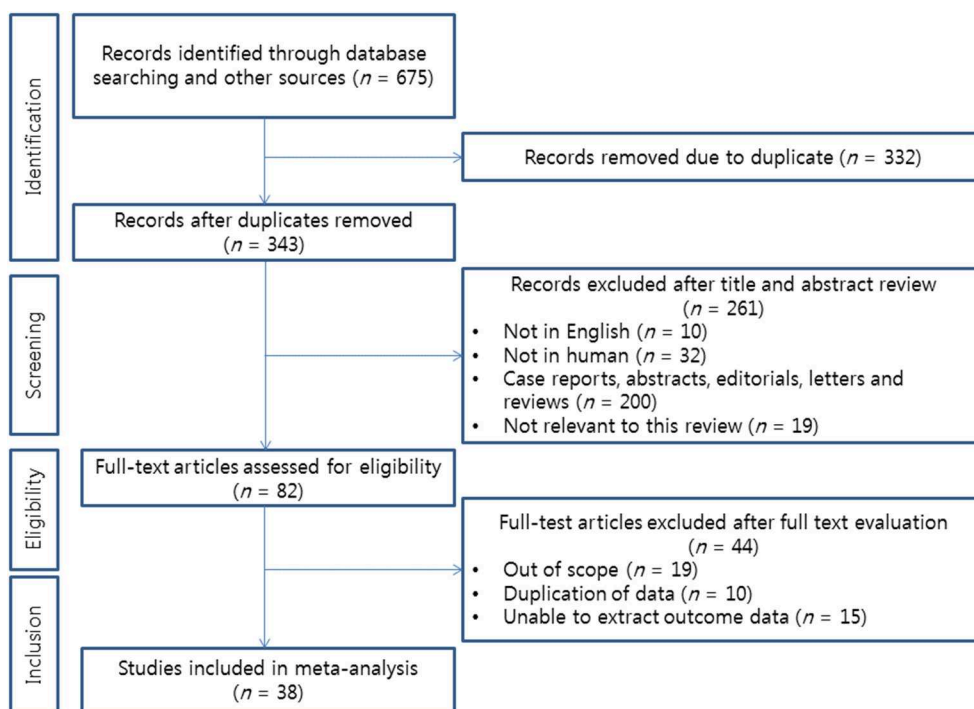 Identification
Records identified through database
searching and other sources (n = 675)
Records removed due to duplicate (n = 332)
Records after duplicates removed
(n = 343)
Screening
Records excluded after title and abstract review
(n = 261)
• Not in English (n = 10)
• Not in human (n = 32)
• Case reports, abstracts, editorials, letters and
reviews (n = 200)
• Not relevant to this review (n = 19)
Eligibility
Full-text articles assessed for eligibility
(n = 82)
Full-test articles excluded after full text evaluation
(n = 44)
• Out of scope (n = 19)
• Duplication of data (n = 10)
• Unable to extract outcome data (n = 15)
Inclusion
Studies included in meta-analysis
(n = 38)